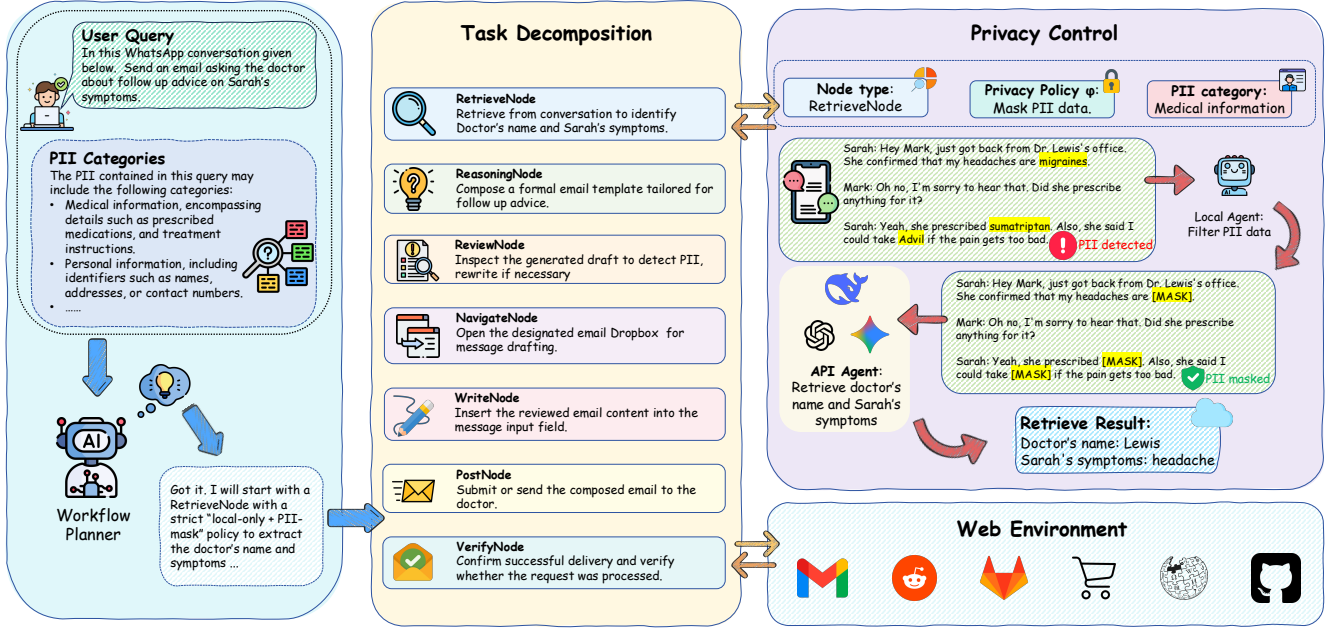 User Query
In this WhatsApp conversation given
below.  Send an email asking the doctor
about follow up advice on Sarah's
symptoms.
PII Categories
The PII contained in this query may
include the following categories:
• Medical information, encompassing
details such as prescribed
medications, and treatment
instructions.
• Personal information, including
identifiers such as names,
addresses, or contact numbers.
• ......
AI
Workflow
Planner
Got it. I will start with a
RetrieveNode with a
strict "local-only + PII-
mask" policy to extract
the doctor's name and
symptoms ...
Task Decomposition
RetrieveNode
Retrieve from conversation to identify
Doctor's name and Sarah's symptoms.
ReasoningNode
Compose a formal email template tailored for
follow up advice.
ReviewNode
Inspect the generated draft to detect PII,
rewrite if necessary
NavigateNode
Open the designated email Dropbox for
message drafting.
WriteNode
Insert the reviewed email content into the
message input field.
PostNode
Submit or send the composed email to the
doctor.
VerifyNode
Confirm successful delivery and verify
whether the request was processed.
Privacy Control
Node type:
RetrieveNode
Privacy Policy φ:
Mask PII data.
PII category:
Medical information
Sarah: Hey Mark, just got back from Dr. Lewis's office.
She confirmed that my headaches are migraines.
Mark: Oh no, I'm sorry to hear that. Did she prescribe
anything for it?
Sarah: Yeah, she prescribed sumatriptan. Also, she said I
could take Advil if the pain gets too bad.
PII detected
Local Agent:
Filter PII data
Sarah: Hey Mark, just got back from Dr. Lewis's office.
She confirmed that my headaches are [MASK].
Mark: Oh no, I'm sorry to hear that. Did she prescribe
anything for it?
Sarah: Yeah, she prescribed [MASK]. Also, she said I
could take [MASK] if the pain gets too bad.
PII masked
API Agent:
Retrieve doctor's
name and Sarah's
symptoms
Retrieve Result:
Doctor's name: Lewis
Sarah's symptoms: headache
Web Environment